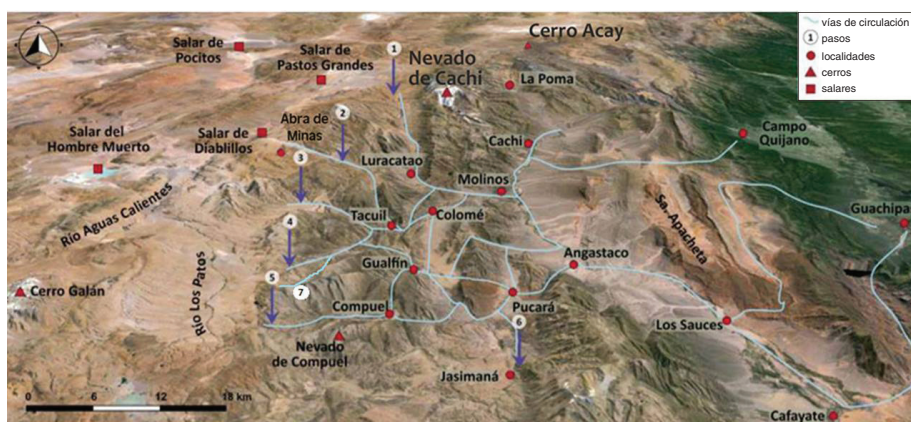 Cerro Acay
Salar de
Pocitos
Salar de
Pastos Grandes
1
Nevado
de Cachi
La Poma
vías de circulación
1 pasos
localidades
cerros
salares
Salar del
Hombre Muerto
Salar de
Diablillos
Abra de
Minas
2
3
Luracatao
Cachi
Campo
Quijano
Molinos
Río Aguas Calientes
Tacuil
Colomé
Sa. Apacheta
Guachipa
4
Río Los Patos
Gualfín
Angastaco
5
7
Cerro Galán
Compuel
Pucará
6
Los Sauces
Nevado
de Compuel
Jasimaná
Cafayate
0 6 12 18 km